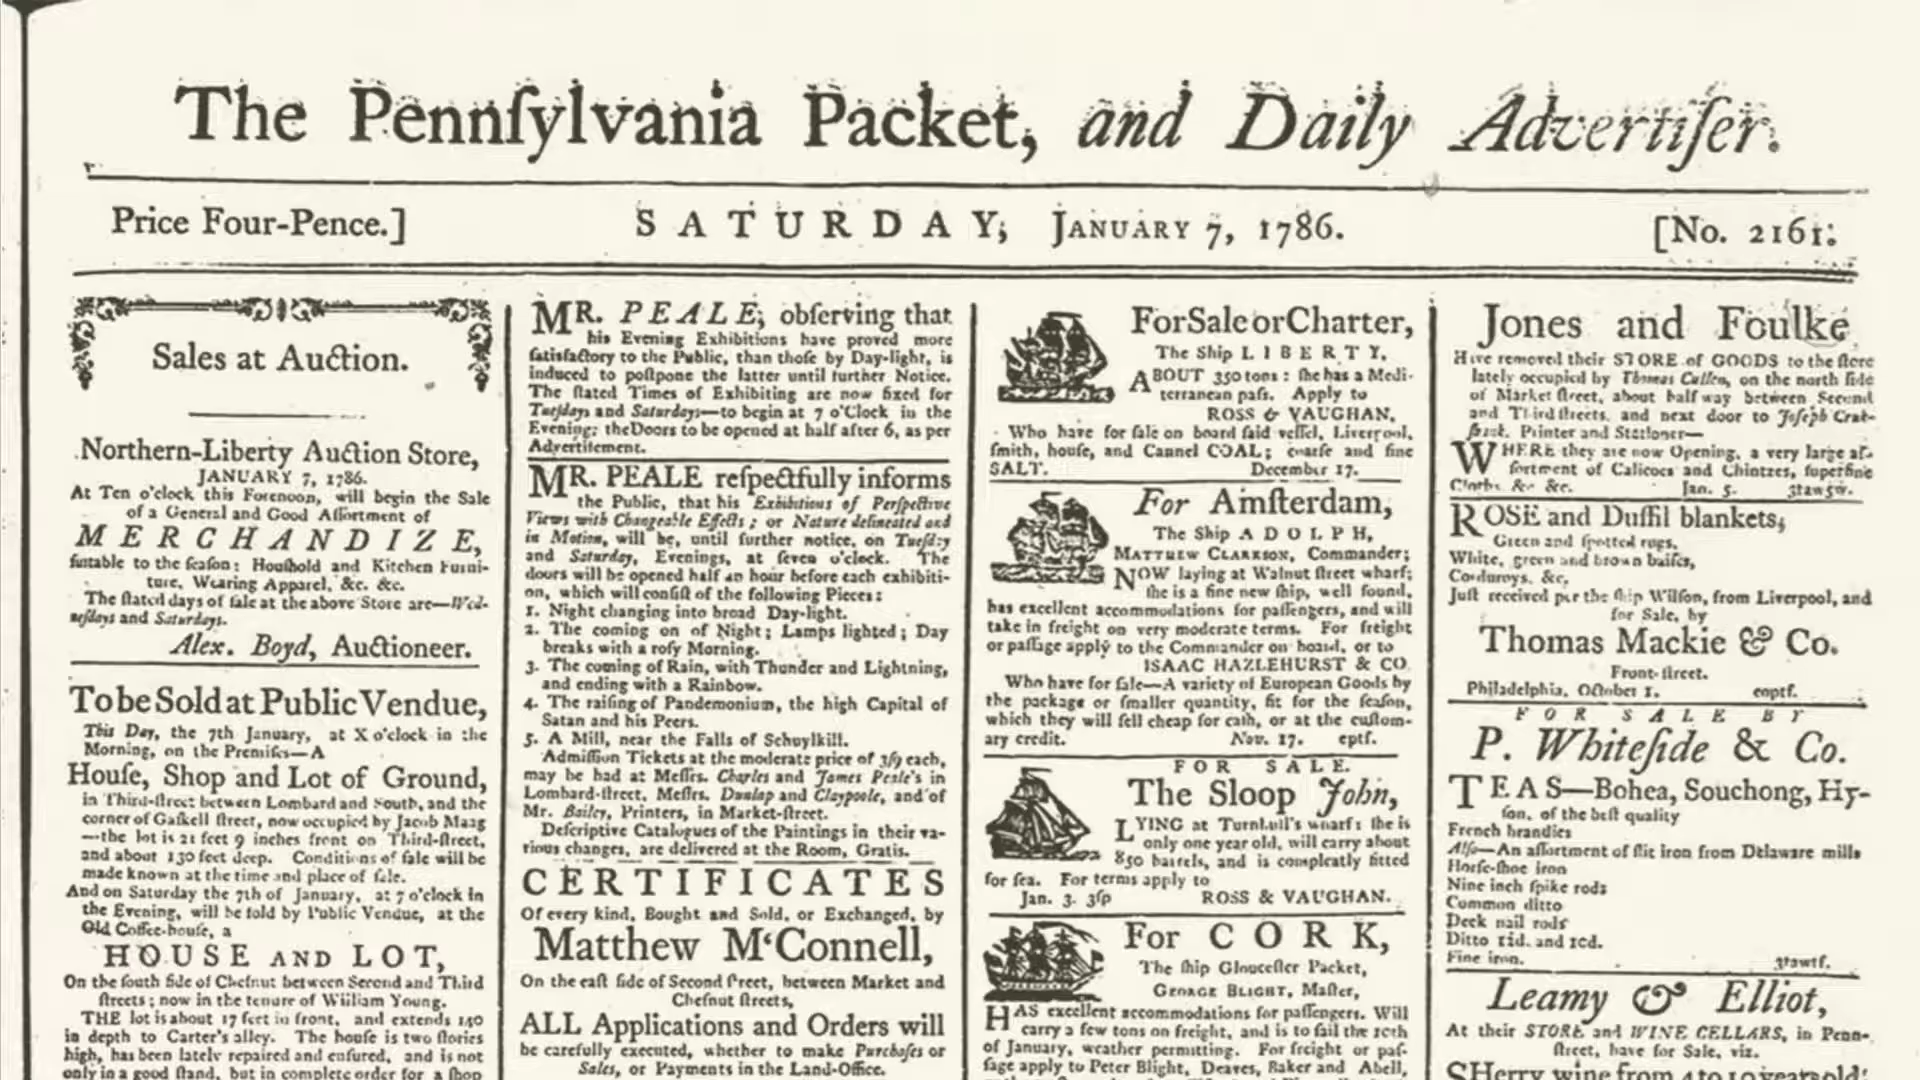 The Pennſylvania Packet, and Daily Advertiſer.
Price Four-Pence.]
SATURDAY, January 7, 1786.
[No. 2161.
Sales at Auction.
Northern-Liberty Auction Store,
JANUARY 7, 1786.
At Ten o'clock this Forenoon, will begin the Sale
of a General and Good Aſſortment of
MERCHANDIZE,
ſuitable to the ſeaſon: Houſhold and Kitchen Furni-
ture, Wearing Apparel, &c. &c.
The ſtated days of ſale at the above Store are—Wed-
neſdays and Saturdays.
Alex. Boyd, Auctioneer.
To be Sold at Public Vendue,
This Day, the 7th January, at X o'clock in the
Morning, on the Premiſes—A
Houſe, Shop and Lot of Ground,
in Third-ſtreet between Lombard and South, and the
corner of Gaſkell ſtreet, now occupied by Jacob Maag
—the lot is 21 feet 9 inches front on Third-ſtreet,
and about 130 feet deep. Conditions of ſale will be
made known at the time and place of ſale.
And on Saturday the 7th of January, at 7 o'clock in
the Evening, will be ſold by Public Vendue, at the
Old Coffee-houſe, a
HOUSE AND LOT,
On the ſouth ſide of Cheſnut between Second and Third
ſtreets; now in the tenure of William Young.
THE lot is about 17 feet in front, and extends 140
in depth to Carter's alley. The houſe is two ſtories
high, has been lately repaired and enſured, and is not
only in a good ſtand, but in complete order for a ſhop
MR. PEALE, obſerving that
his Evening Exhibitions have proved more
ſatisfactory to the Public, than thoſe by Day-light, is
induced to poſtpone the latter until further Notice.
The ſtated Times of Exhibiting are now fixed for
Tueſdays and Saturdays—to begin at 7 o'Clock in the
Evening: the Doors to be opened at half after 6, as per
Advertiſement.
MR. PEALE reſpectfully informs
the Public, that his Exhibitions of Perſpective
Views with Changeable Effects; or Nature delineated and
in Motion, will be, until further notice, on Tueſday
and Saturday, Evenings, at ſeven o'clock. The
doors will be opened half an hour before each exhibiti-
on, which will conſiſt of the following Pieces:
1. Night changing into broad Day-light.
2. The coming on of Night; Lamps lighted; Day
breaks with a roſy Morning.
3. The coming of Rain, with Thunder and Lightning,
and ending with a Rainbow.
4. The raiſing of Pandemonium, the high Capital of
Satan and his Peers.
5. A Mill, near the Falls of Schuylkill.
Admiſſion Tickets at the moderate price of 3/9 each,
may be had at Meſſrs. Charles and James Peale's in
Lombard-ſtreet, Meſſrs. Dunlap and Claypoole, and of
Mr. Bailey, Printers, in Market-ſtreet.
Deſcriptive Catalogues of the Paintings in their va-
rious changes, are delivered at the Room, Gratis.
CERTIFICATES
Of every kind, Bought and Sold, or Exchanged, by
Matthew M‘Connell,
On the eaſt ſide of Second ſtreet, between Market and
Cheſnut ſtreets,
ALL Applications and Orders will
be carefully executed, whether to make Purchaſes or
Sales, or Payments in the Land-Office.
For Sale or Charter,
The Ship LIBERTY,
ABOUT 350 tons: ſhe has a Medi-
terranean paſs. Apply to
ROSS & VAUGHAN,
Who have for ſale on board ſaid veſſel, Liverpool,
ſmith, houſe, and Cannel COAL; coarſe and fine
SALT. December 17.
For Amſterdam,
The Ship ADOLPH,
Matthew Clarkson, Commander;
NOW laying at Walnut ſtreet wharf;
ſhe is a fine new ſhip, well found,
has excellent accommodations for paſſengers, and will
take in freight on very moderate terms. For freight
or paſſage apply to the Commander on board, or to
ISAAC HAZLEHURST & CO.
Who have for ſale—A variety of European Goods by
the package or ſmaller quantity, fit for the ſeaſon,
which they will ſell cheap for caſh, or at the cuſtom-
ary credit. Nov. 17. eptf.
FOR SALE.
The Sloop John,
LYING at Turnbull's wharf: ſhe is
only one year old, will carry about
850 barrels, and is compleatly fitted
for ſea. For terms apply to
Jan. 3. 3ſp ROSS & VAUGHAN.
For CORK,
The ſhip Glouceſter Packet,
George Blight, Maſter,
HAS excellent accommodations for paſſengers. Will
carry a few tons on freight, and is to ſail the 10th
of January, weather permitting. For freight or paſ-
ſage apply to Peter Blight, Deaves, Baker and Abell,
Jones and Foulke
Have removed their STORE of GOODS to the ſtore
lately occupied by Thomas Cullen, on the north ſide
of Market ſtreet, about half way between Second
and Third ſtreets, and next door to Joſeph Cruk-
ſhank, Printer and Stationer—
WHERE they are now Opening, a very large aſ-
ſortment of Calicoes and Chintzes, ſuperfine
Cloths &c. &c. Jan. 5. 3taw5w.
ROSE and Duffil blankets,
Green and ſpotted rugs,
White, green and brown baiſes,
Corduroys, &c,
Juſt received per the ſhip Wilſon, from Liverpool, and
for Sale, by
Thomas Mackie & Co.
Front-ſtreet.
Philadelphia, October 1. eoptf.
FOR SALE BY
P. Whiteſide & Co.
TEAS—Bohea, Souchong, Hy-
ſon, of the beſt quality
French brandies
Alſo—An aſſortment of ſlit iron from Delaware mills
Horſe-ſhoe iron
Nine inch ſpike rods
Common ditto
Deck nail rods
Ditto and
Fine iron. 3tawtf.
Leamy & Elliot,
At their STORE and WINE CELLARS, in Penn-
ſtreet, have for Sale, viz.
SHerry wine from 4 to 10 years old;